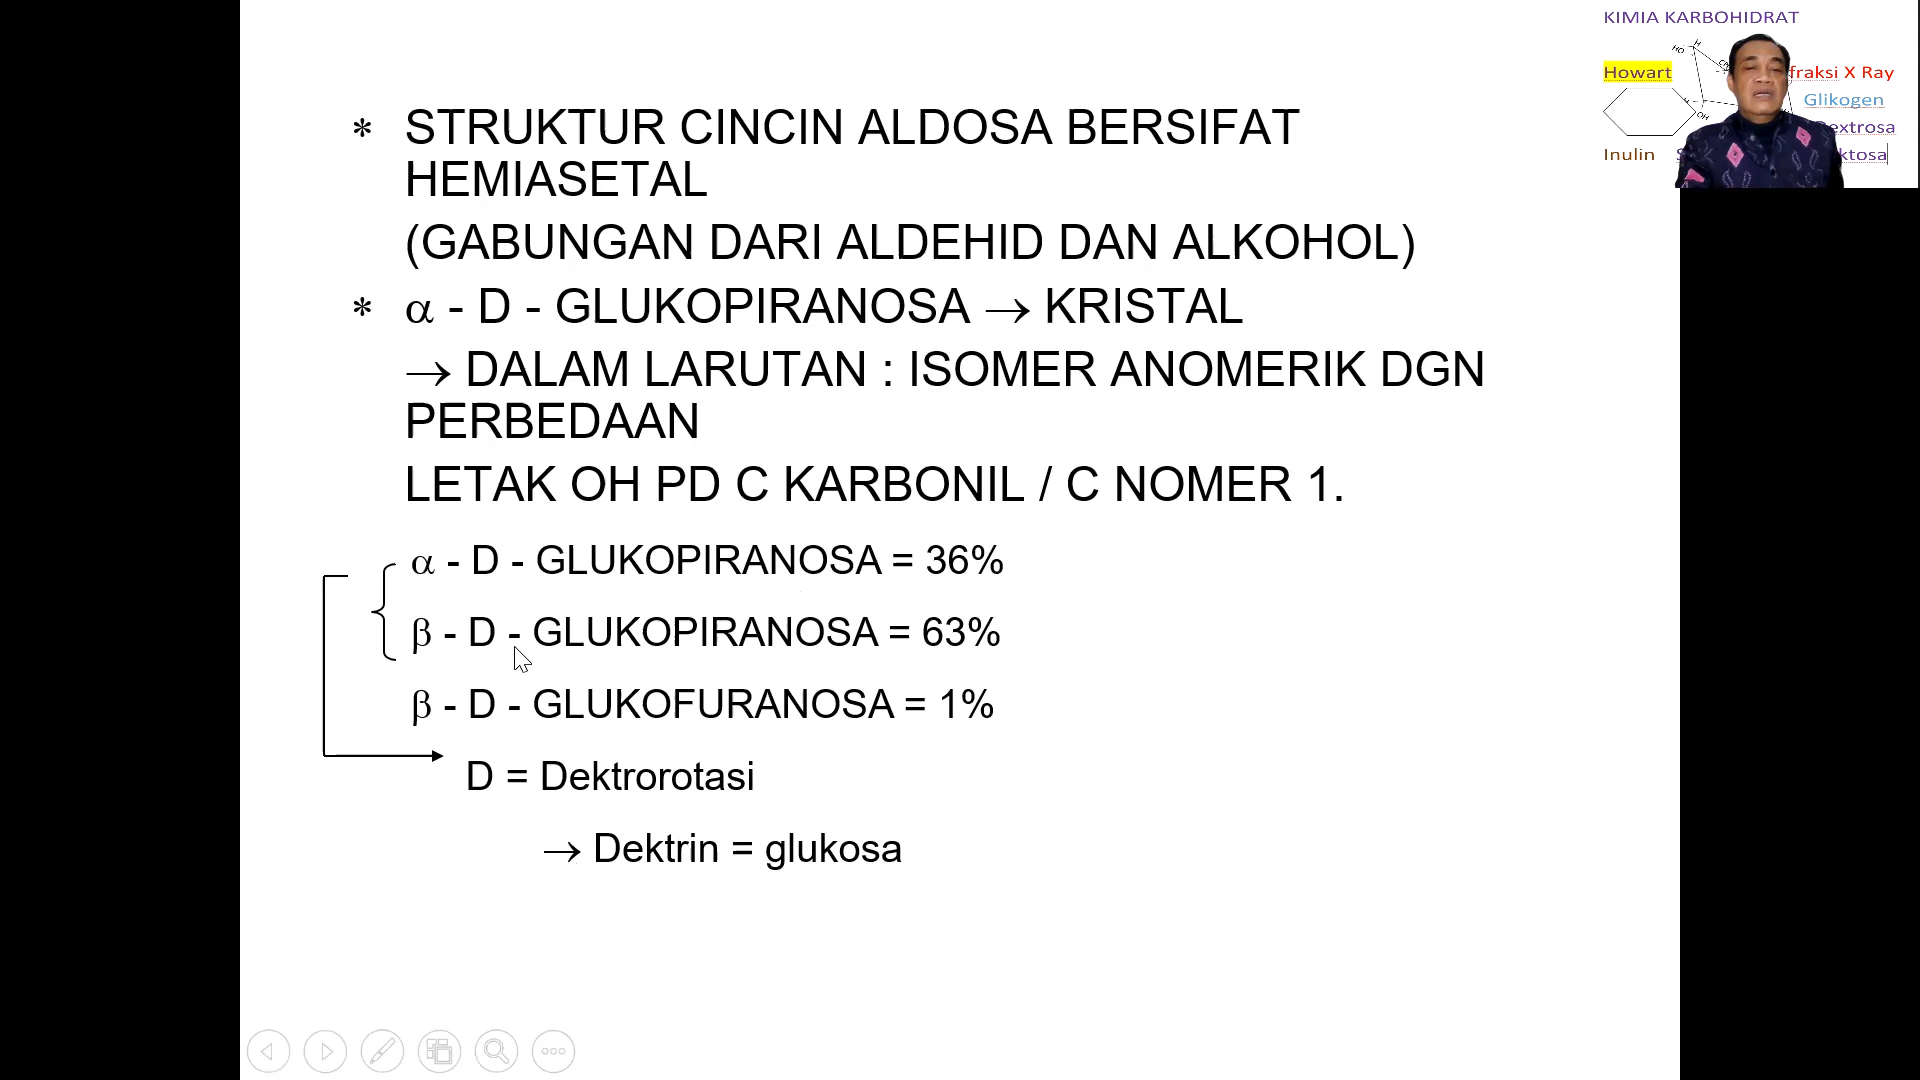 KIMIA KARBOHIDRAT
Howart fraksi X Ray
Glikogen
Inulin
* STRUKTUR CINCIN ALDOSA BERSIFAT
HEMIASETAL
(GABUNGAN DARI ALDEHID DAN ALKOHOL)
* α - D - GLUKOPIRANOSA → KRISTAL
→ DALAM LARUTAN : ISOMER ANOMERIK DGN
PERBEDAAN
LETAK OH PD C KARBONIL / C NOMER 1.
α - D - GLUKOPIRANOSA = 36%
β - D - GLUKOPIRANOSA = 63%
β - D - GLUKOFURANOSA = 1%
D = Dektrorotasi
→ Dektrin = glukosa